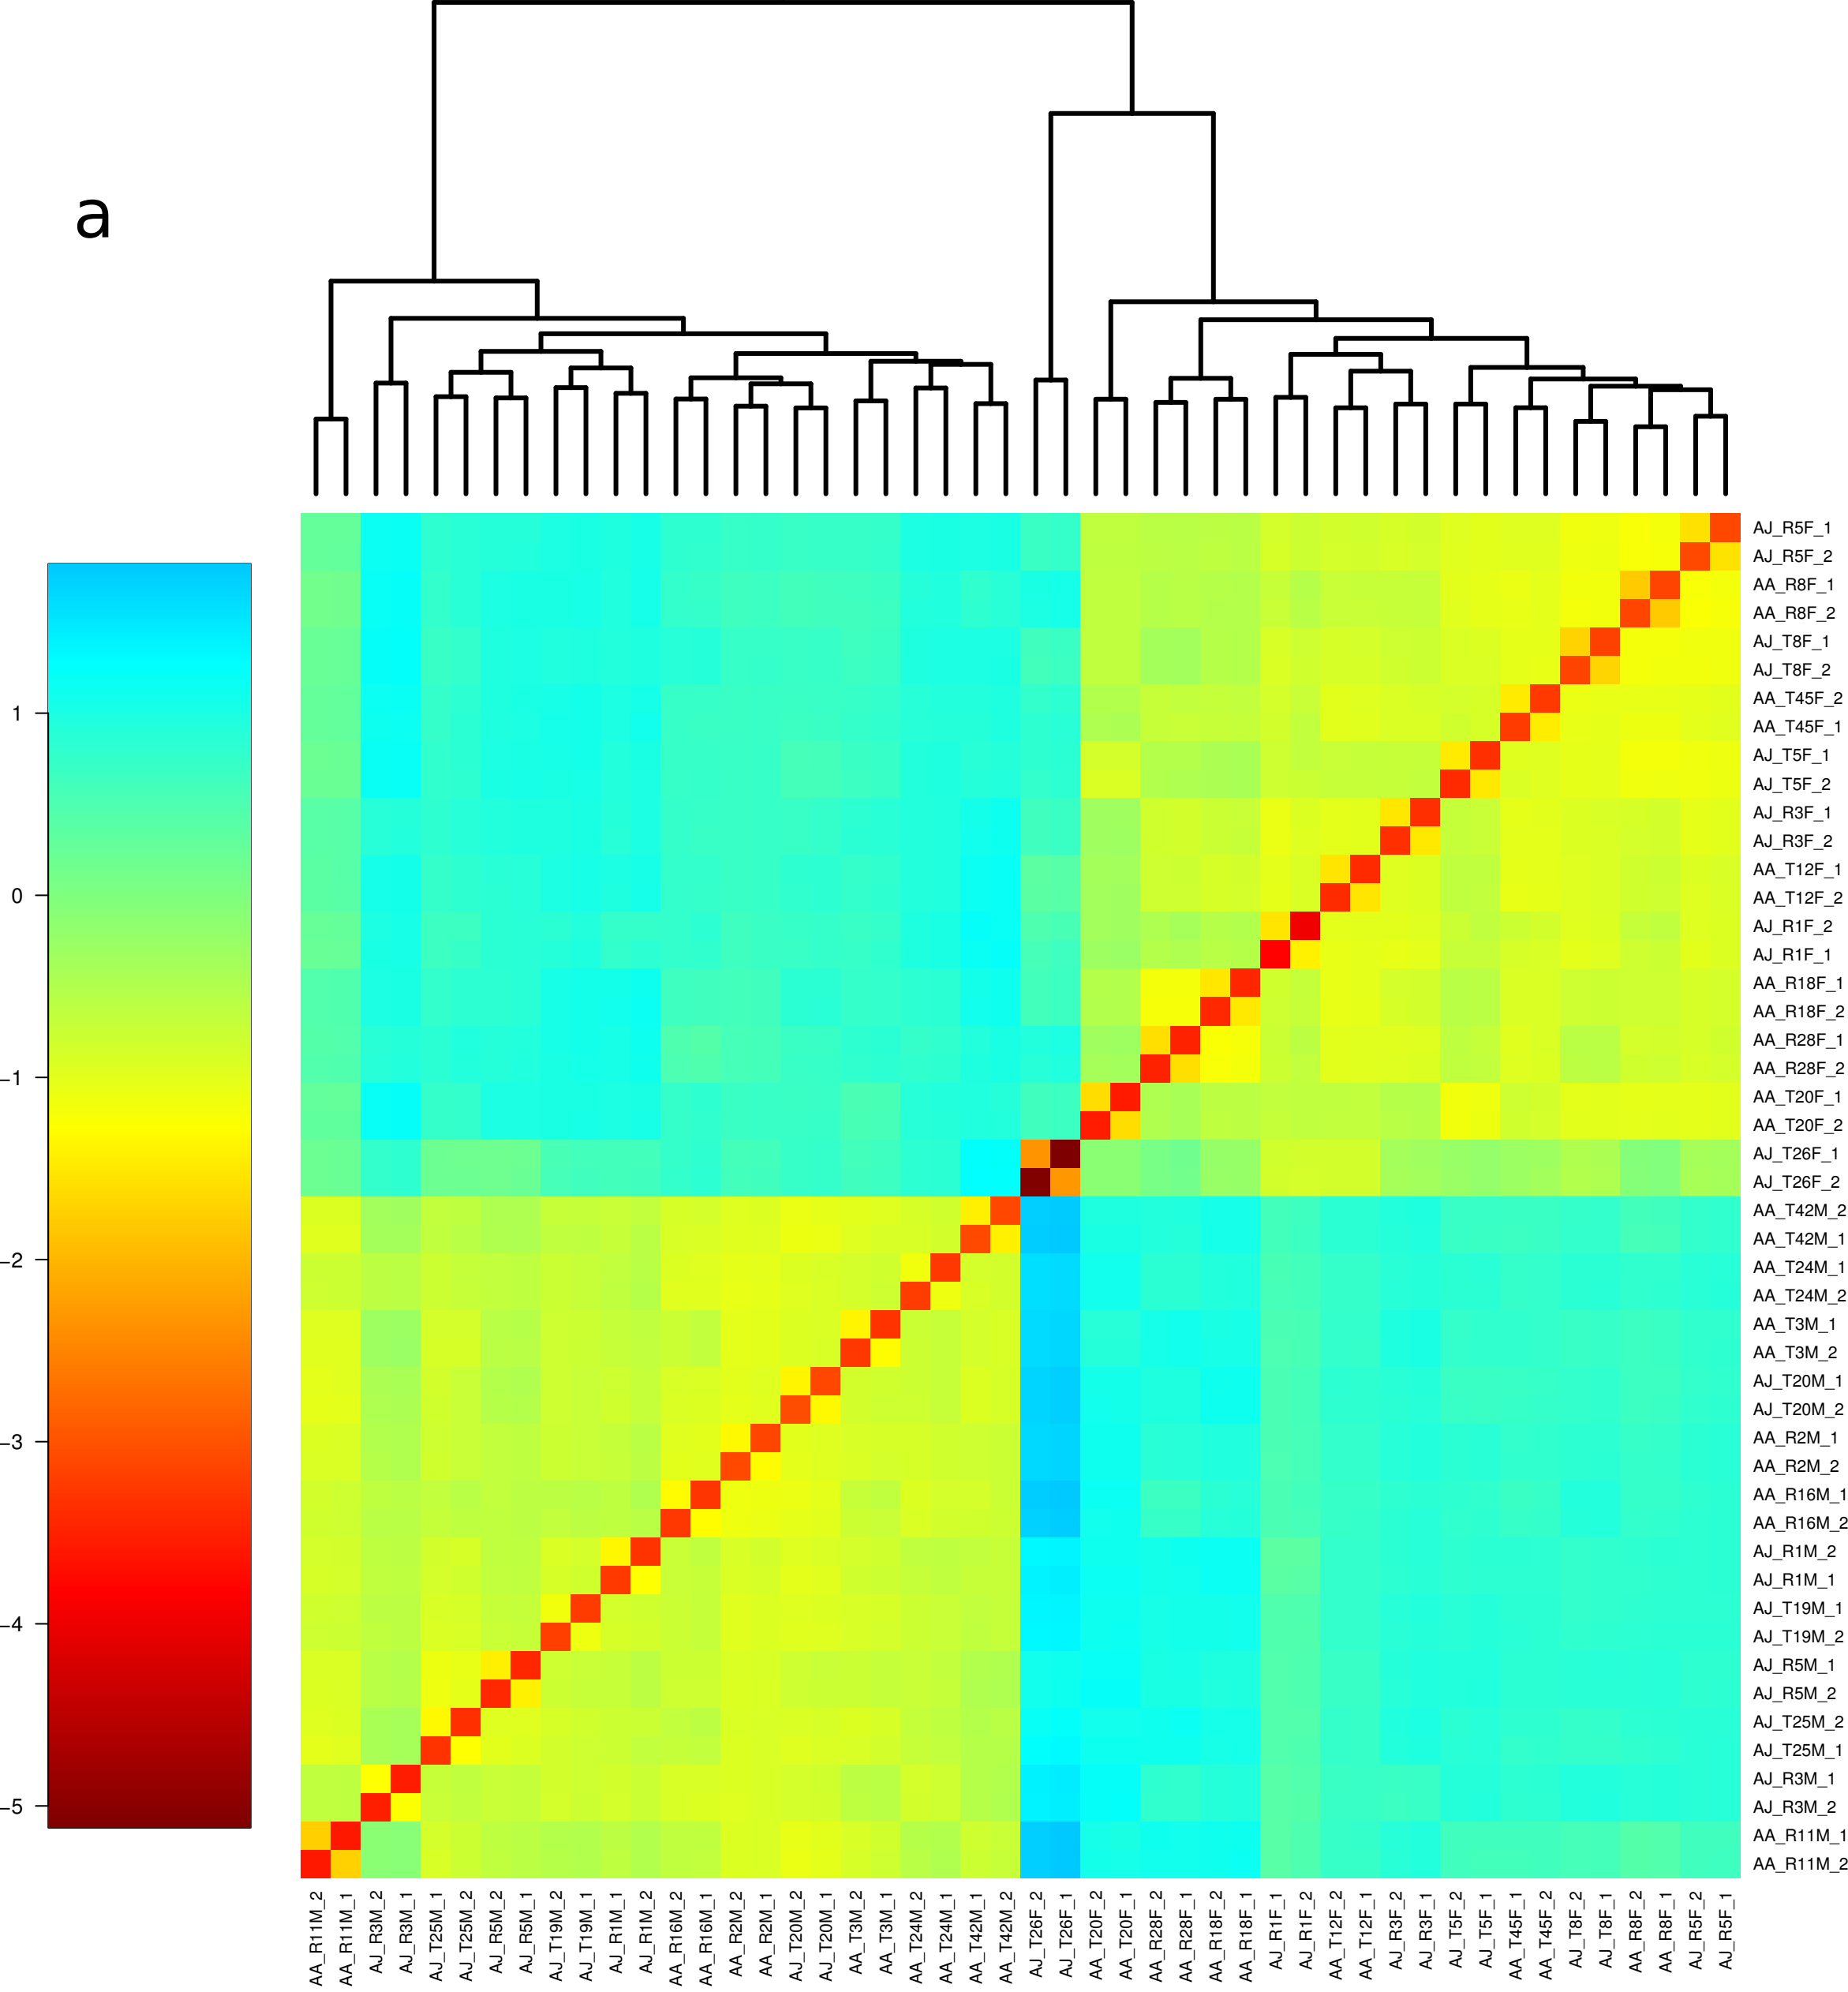 a
1
0
−1
−2
−3
−4
−5
AJ_R5F_1
AJ_R5F_2
AA_R8F_1
AA_R8F_2
AJ_T8F_1
AJ_T8F_2
AA_T45F_2
AA_T45F_1
AJ_T5F_1
AJ_T5F_2
AJ_R3F_1
AJ_R3F_2
AA_T12F_1
AA_T12F_2
AJ_R1F_2
AJ_R1F_1
AA_R18F_1
AA_R18F_2
AA_R28F_1
AA_R28F_2
AA_T20F_1
AA_T20F_2
AJ_T26F_1
AJ_T26F_2
AA_T42M_2
AA_T42M_1
AA_T24M_1
AA_T24M_2
AA_T3M_1
AA_T3M_2
AJ_T20M_1
AJ_T20M_2
AA_R2M_1
AA_R2M_2
AA_R16M_1
AA_R16M_2
AJ_R1M_2
AJ_R1M_1
AJ_T19M_1
AJ_T19M_2
AJ_R5M_1
AJ_R5M_2
AJ_T25M_2
AJ_T25M_1
AJ_R3M_1
AJ_R3M_2
AA_R11M_1
AA_R11M_2
AA_R11M_2
AA_R11M_1
AJ_R3M_2
AJ_R3M_1
AJ_T25M_1
AJ_T25M_2
AJ_R5M_2
AJ_R5M_1
AJ_T19M_2
AJ_T19M_1
AJ_R1M_1
AJ_R1M_2
AA_R16M_2
AA_R16M_1
AA_R2M_2
AA_R2M_1
AJ_T20M_2
AJ_T20M_1
AA_T3M_2
AA_T3M_1
AA_T24M_2
AA_T24M_1
AA_T42M_1
AA_T42M_2
AJ_T26F_2
AJ_T26F_1
AA_T20F_2
AA_T20F_1
AA_R28F_2
AA_R28F_1
AA_R18F_2
AA_R18F_1
AJ_R1F_1
AJ_R1F_2
AA_T12F_2
AA_T12F_1
AJ_R3F_2
AJ_R3F_1
AJ_T5F_2
AJ_T5F_1
AA_T45F_1
AA_T45F_2
AJ_T8F_2
AJ_T8F_1
AA_R8F_2
AA_R8F_1
AJ_R5F_2
AJ_R5F_1